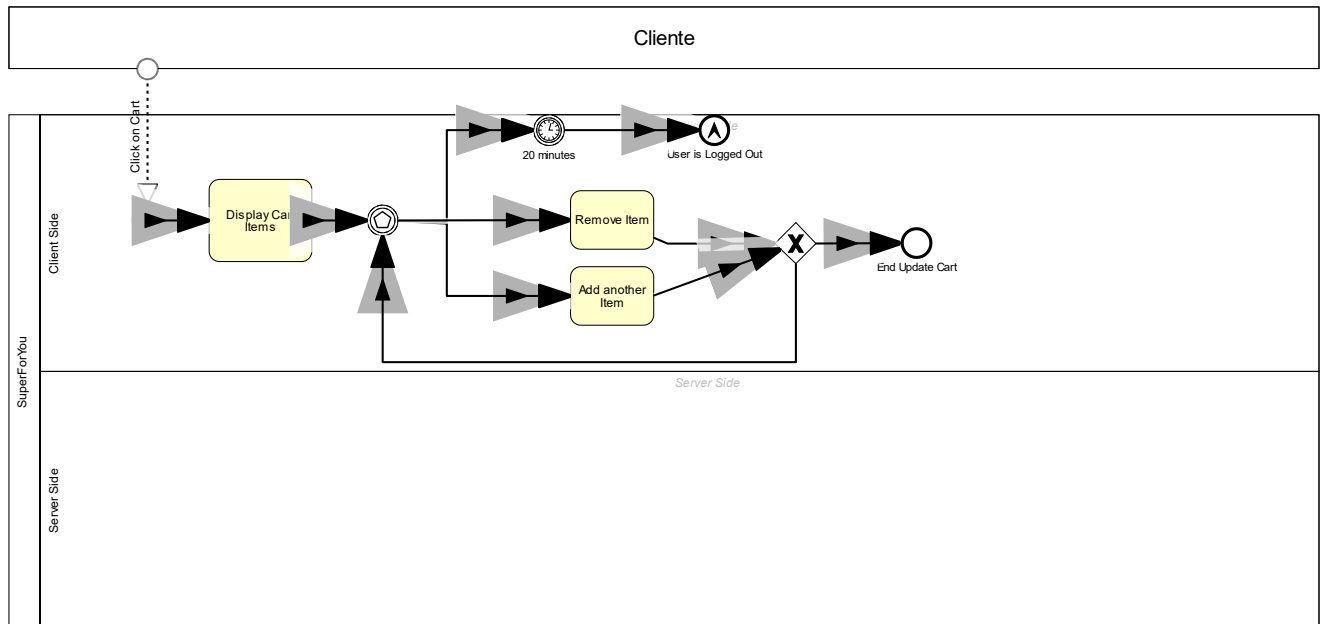 Cliente
Click on Cart
20 minutes
User is Logged Out
Client Side
Items
Remove Item
Add another
Item
End Update Cart
SuperForYou
Server Side
Server Side